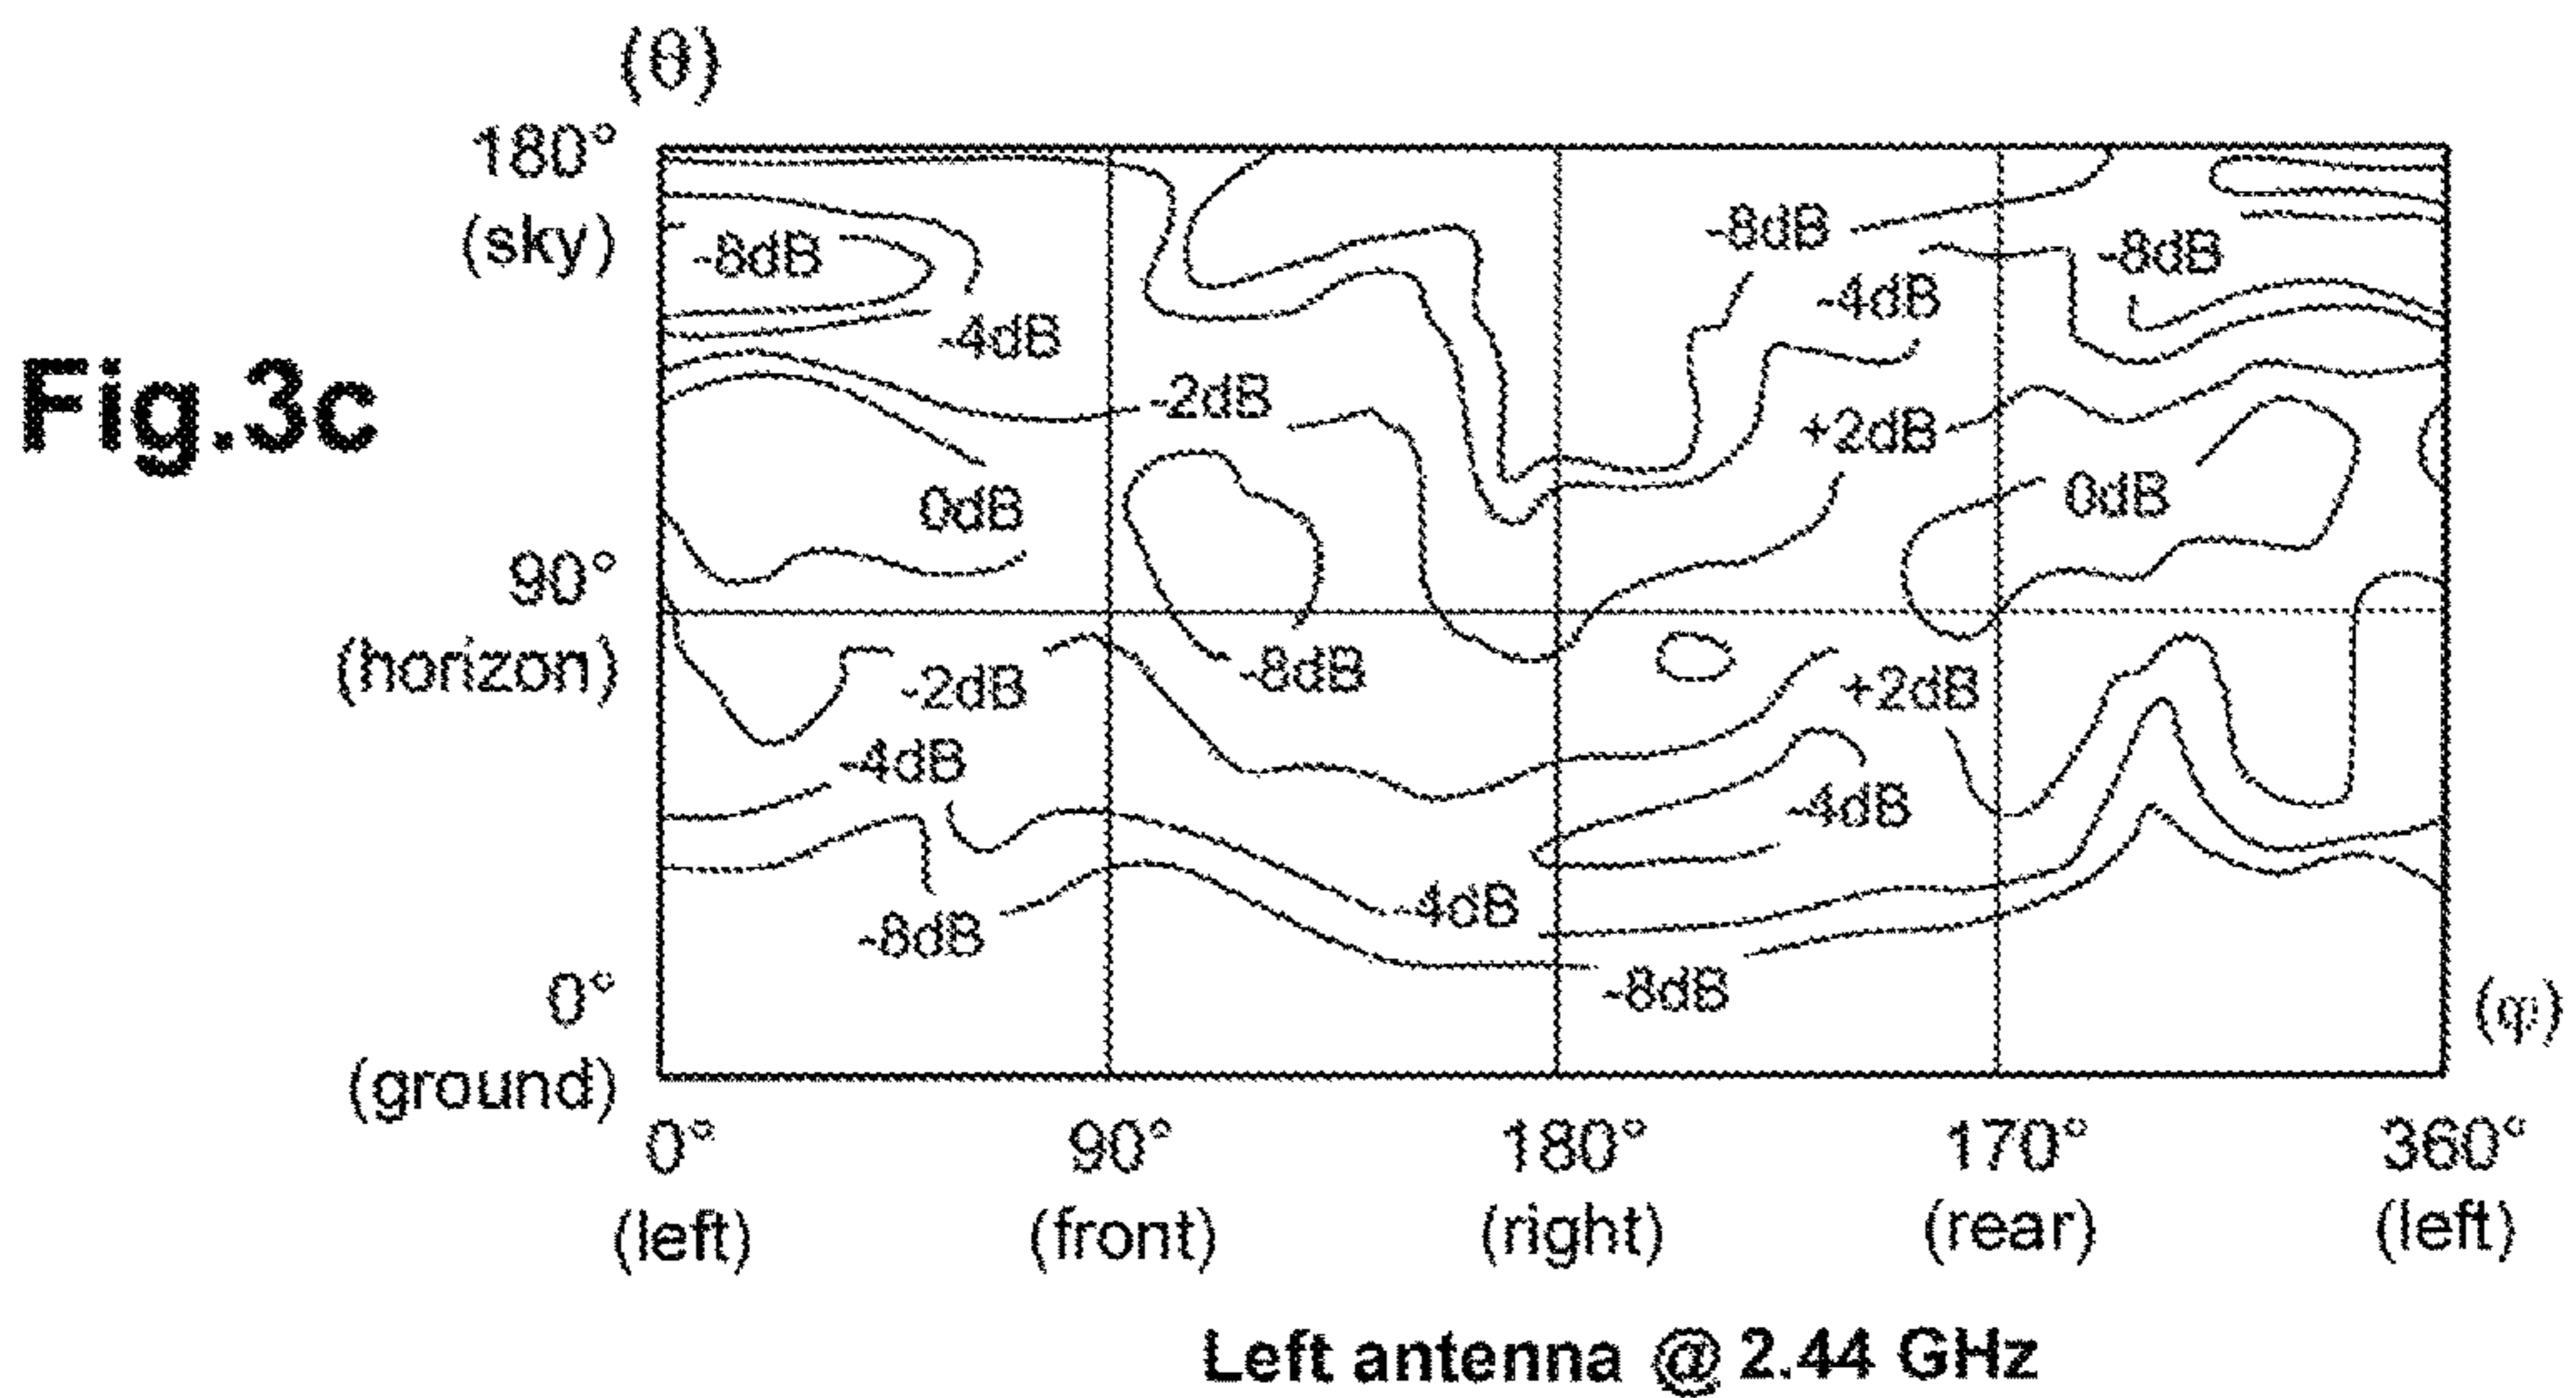 (θ)
180°
(sky)
-8dB
-8dB
-8dB
-4dB
-4dB
Fig.3c
-2dB
+2dB
0dB
0dB
90°
(horizon)
-2dB
-8dB
+2dB
-4dB
-4dB
-4dB
-8dB
-8dB
0°
(ground)
(φ)
0° 90° 180° 170° 360°
(left) (front) (right) (rear) (left)
Left antenna @ 2.44 GHz